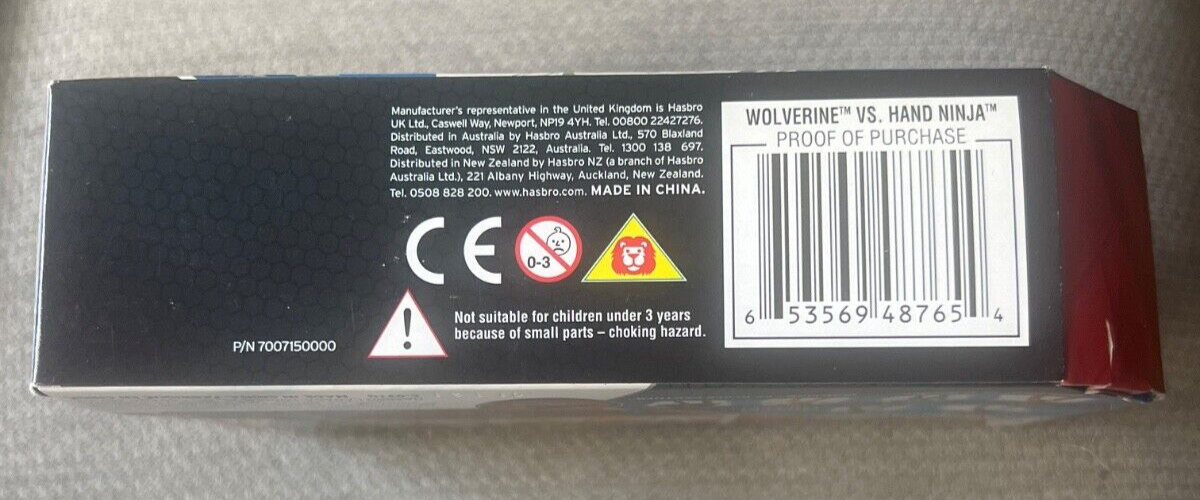 Manufacturer's representative in the United Kingdom is Hasbro
UK Ltd., Caswell Way, Newport, NP19 4YH. Tel. 00800 22427276.
Distributed in Australia by Hasbro Australia Ltd., 570 Blaxland
Road, Eastwood, NSW 2122, Australia. Tel. 1300 138 697.
Distributed in New Zealand by Hasbro NZ (a branch of Hasbro
Australia Ltd.), 221 Albany Highway, Auckland, New Zealand.
Tel. 0508 828 200. www.hasbro.com. MADE IN CHINA.
CE
0-3
!
Not suitable for children under 3 years
because of small parts – choking hazard.
P/N 7007150000
WOLVERINE™ VS. HAND NINJA™
PROOF OF PURCHASE
6 53569 48765 4